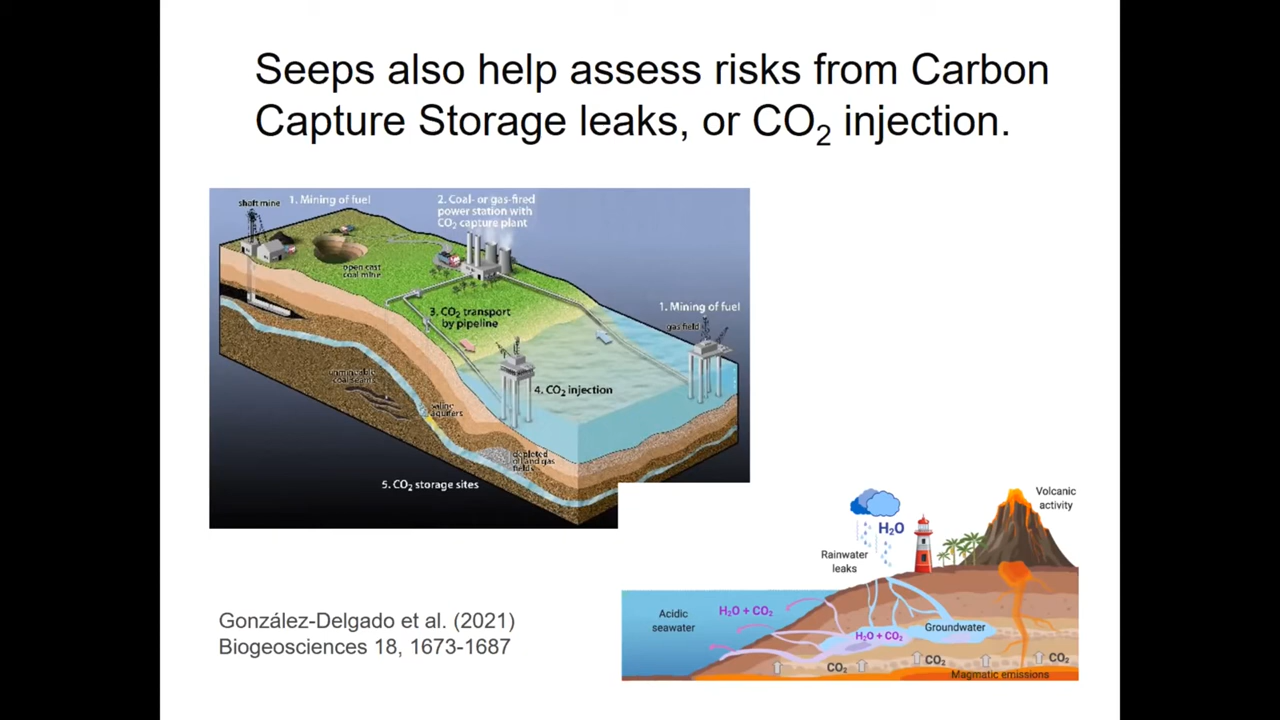 Seeps also help assess risks from Carbon
Capture Storage leaks, or CO₂ injection.
shaft mine
1. Mining of fuel
2. Coal- or gas-fired
power station with
CO₂ capture plant
open cast
coal mine
3. CO₂ transport
by pipeline
1. Mining of fuel
gas field
4. CO₂ injection
saline
aquifers
depleted
oil and gas
fields
5. CO₂ storage sites
Volcanic
activity
H₂O
Rainwater
leaks
Acidic
seawater
H₂O + CO₂
H₂O + CO₂
Groundwater
CO₂
CO₂
CO₂
Magmatic emissions
González-Delgado et al. (2021)
Biogeosciences 18, 1673-1687